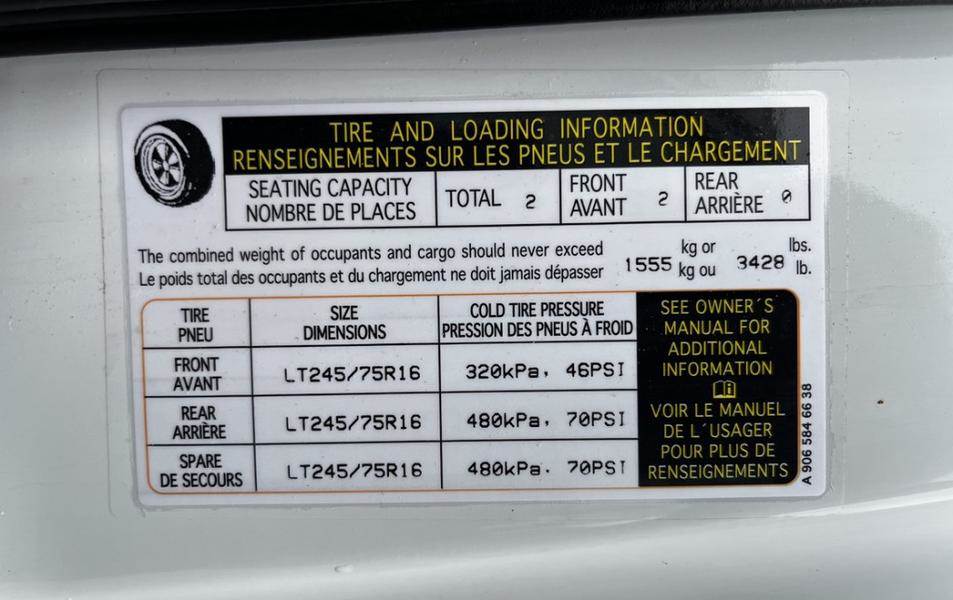 TIRE AND LOADING INFORMATION
RENSEIGNEMENTS SUR LES PNEUS ET LE CHARGEMENT
SEATING CAPACITY
NOMBRE DE PLACES
TOTAL 2
FRONT
AVANT 2
REAR
ARRIÈRE 0
The combined weight of occupants and cargo should never exceed
Le poids total des occupants et du chargement ne doit jamais dépasser
1555 kg or
kg ou
3428 lbs.
lb.
TIRE
PNEU
SIZE
DIMENSIONS
COLD TIRE PRESSURE
PRESSION DES PNEUS À FROID
FRONT
AVANT
LT245/75R16
320kPa, 46PSI
REAR
ARRIÈRE
LT245/75R16
480kPa, 70PSI
SPARE
DE SECOURS
LT245/75R16
480kPa. 70PSI
SEE OWNER´S
MANUAL FOR
ADDITIONAL
INFORMATION
VOIR LE MANUEL
DE L´USAGER
POUR PLUS DE
RENSEIGNEMENTS
A 906 584 66 38